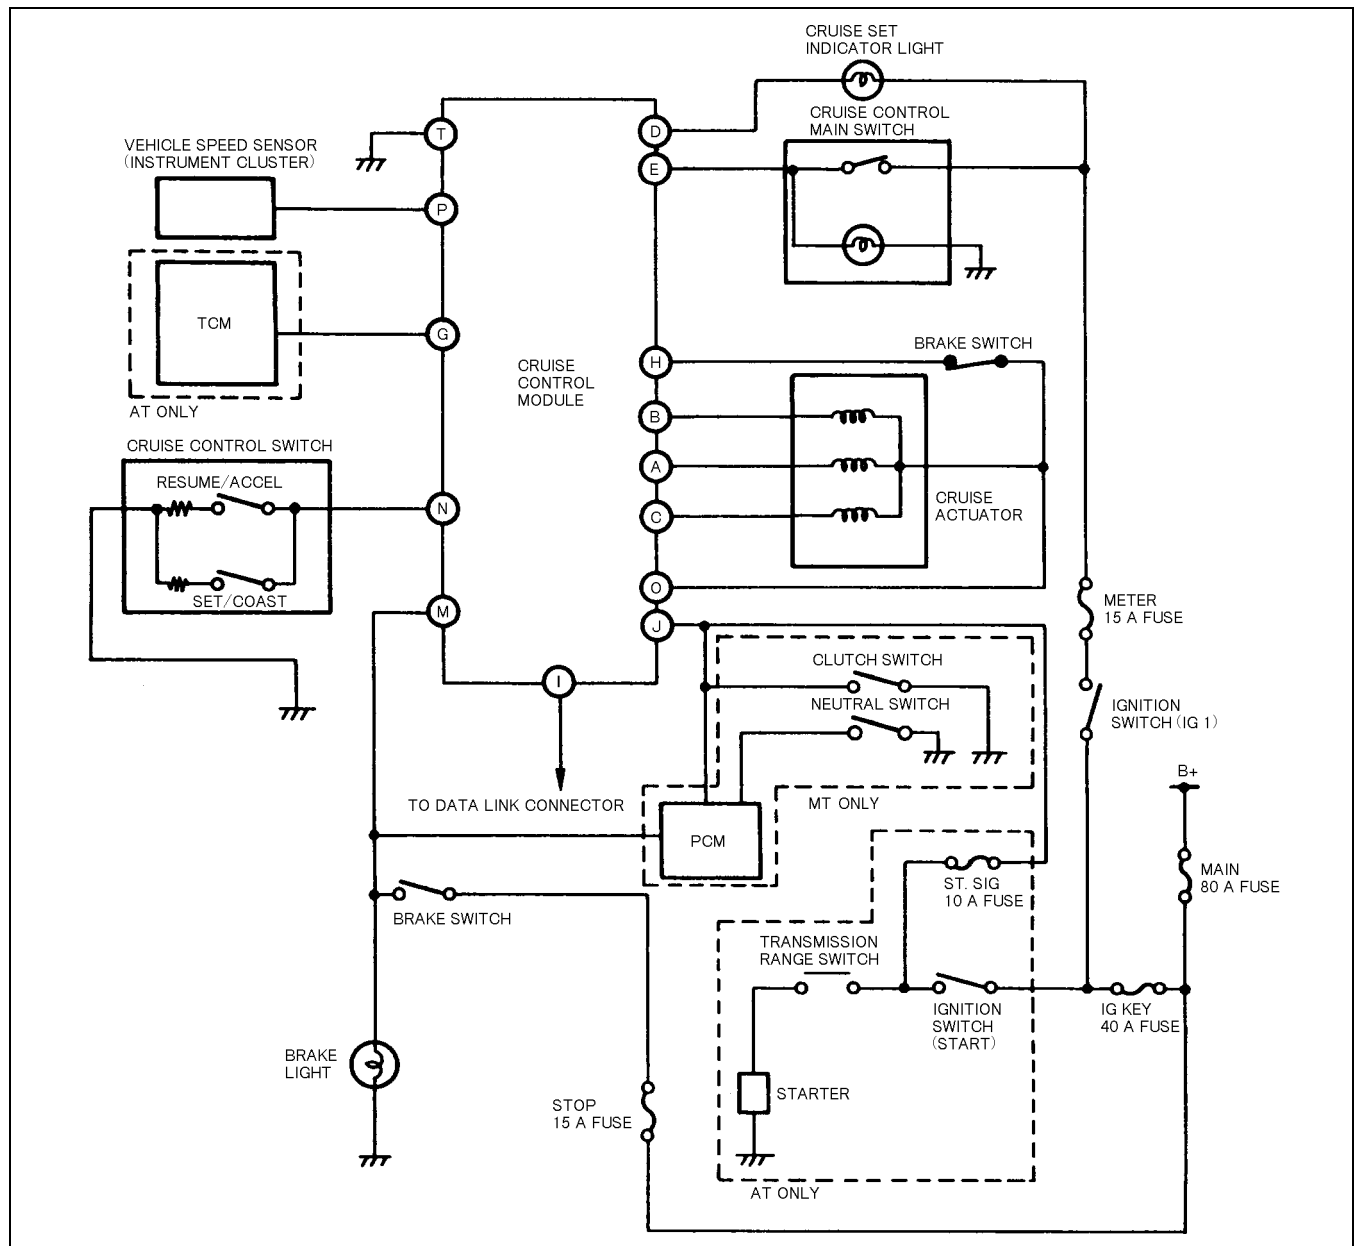 CRUISE SET
INDICATOR LIGHT
CRUISE CONTROL
MAIN SWITCH
T
D
E
VEHICLE SPEED SENSOR
(INSTRUMENT CLUSTER)
P
TCM
G
AT ONLY
CRUISE
CONTROL
MODULE
H
BRAKE SWITCH
B
A
C
CRUISE
ACTUATOR
CRUISE CONTROL SWITCH
RESUME/ACCEL
N
SET/COAST
M
O
J
I
METER
15 A FUSE
CLUTCH SWITCH
NEUTRAL SWITCH
IGNITION
SWITCH (IG 1)
TO DATA LINK CONNECTOR
MT ONLY
B+
PCM
MAIN
80 A FUSE
ST. SIG
10 A FUSE
BRAKE SWITCH
TRANSMISSION
RANGE SWITCH
IGNITION
SWITCH
(START)
IG KEY
40 A FUSE
BRAKE
LIGHT
STOP
15 A FUSE
STARTER
AT ONLY